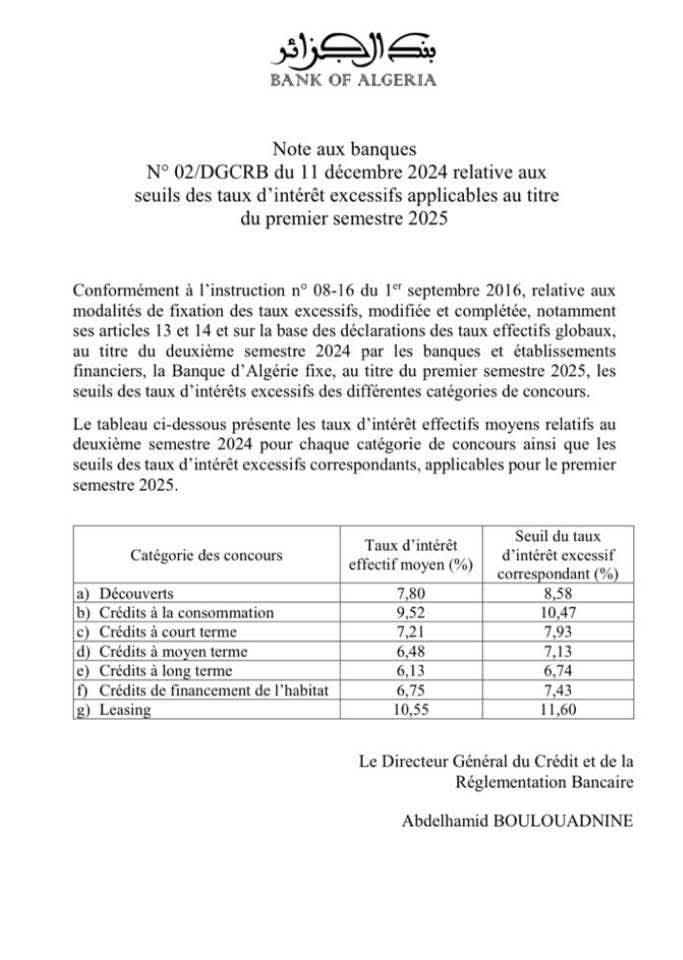 بنك الجزائر
BANK OF ALGERIA
Note aux banques
N° 02/DGCRB du 11 décembre 2024 relative aux
seuils des taux d’intérêt excessifs applicables au titre
du premier semestre 2025
Conformément à l’instruction n° 08-16 du 1er septembre 2016, relative aux
modalités de fixation des taux excessifs, modifiée et complétée, notamment
ses articles 13 et 14 et sur la base des déclarations des taux effectifs globaux,
au titre du deuxième semestre 2024 par les banques et établissements
financiers, la Banque d’Algérie fixe, au titre du premier semestre 2025, les
seuils des taux d’intérêts excessifs des différentes catégories de concours.
Le tableau ci-dessous présente les taux d’intérêt effectifs moyens relatifs au
deuxième semestre 2024 pour chaque catégorie de concours ainsi que les
seuils des taux d’intérêt excessifs correspondants, applicables pour le premier
semestre 2025.
Catégorie des concours
Taux d’intérêt
effectif moyen (%)
Seuil du taux
d’intérêt excessif
correspondant (%)
a) Découverts 7,80 8,58
b) Crédits à la consommation 9,52 10,47
c) Crédits à court terme 7,21 7,93
d) Crédits à moyen terme 6,48 7,13
e) Crédits à long terme 6,13 6,74
f) Crédits de financement de l’habitat 6,75 7,43
g) Leasing 10,55 11,60
Le Directeur Général du Crédit et de la
Réglementation Bancaire
Abdelhamid BOULOUADNINE